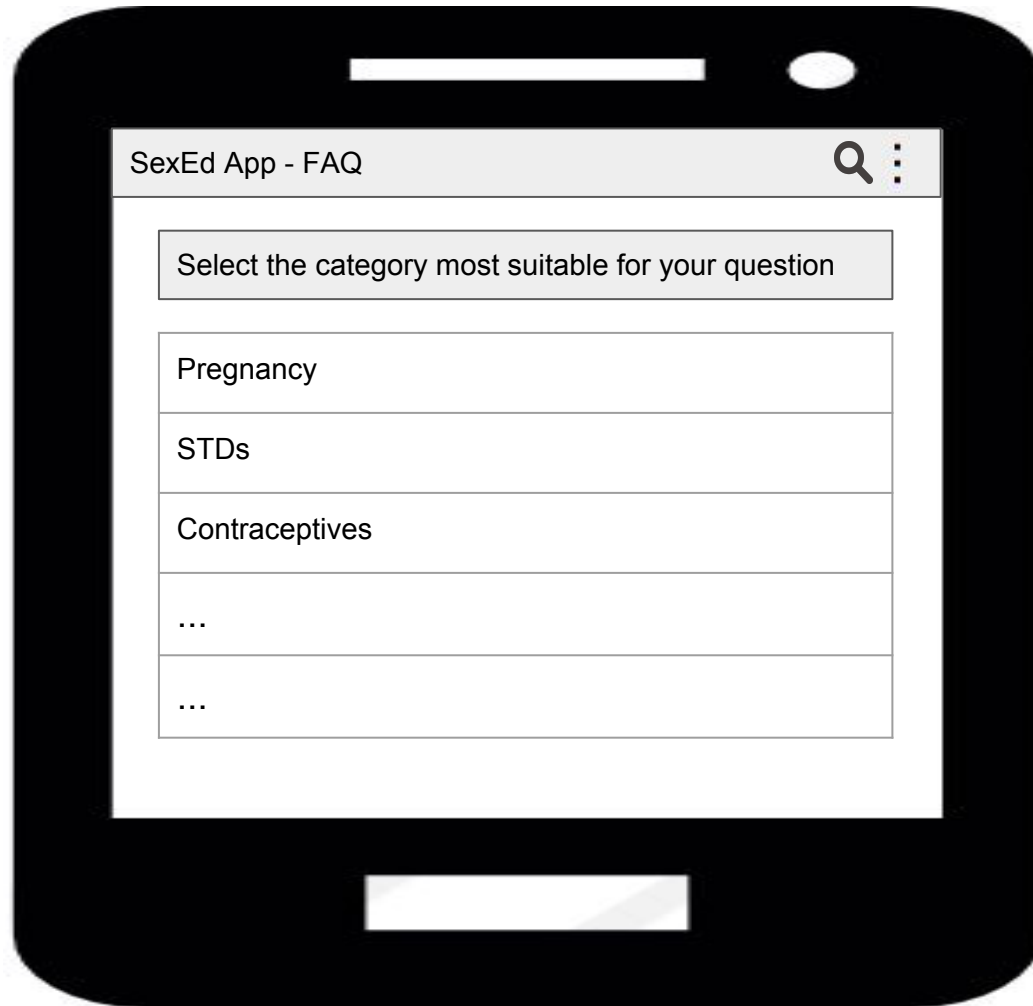 SexEd App - FAQ
Select the category most suitable for your question
Pregnancy
STDs
Contraceptives
...
...